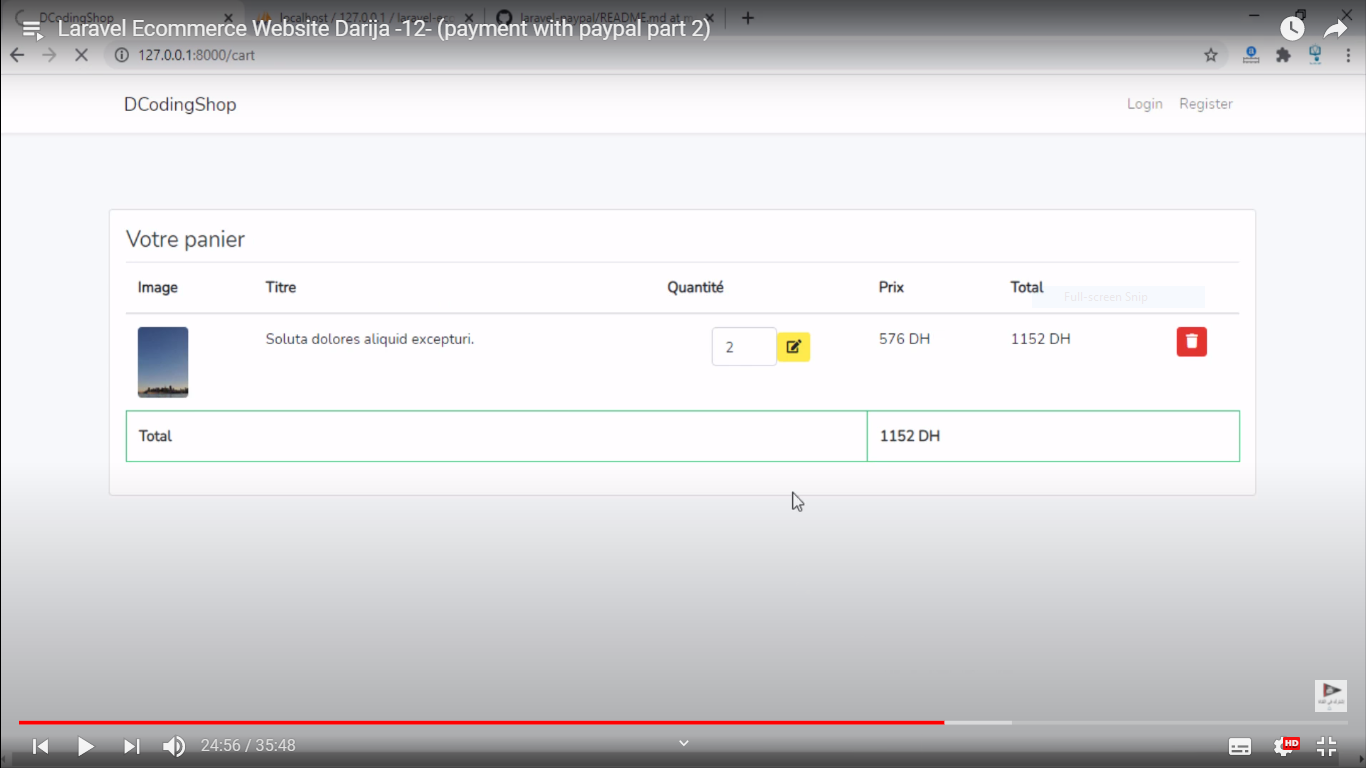 DCodingShop
localhost / 127.0.0.1 / laravel-ec
laravel-paypal/README.md at m
Laravel Ecommerce Website Darija -12- (payment with paypal part 2)
127.0.0.1:8000/cart
DCodingShop
Login Register
Votre panier
Image Titre Quantité Prix Total
Full-screen Snip
Soluta dolores aliquid excepturi. 2 576 DH 1152 DH
Total 1152 DH
24:56 / 35:48
HD